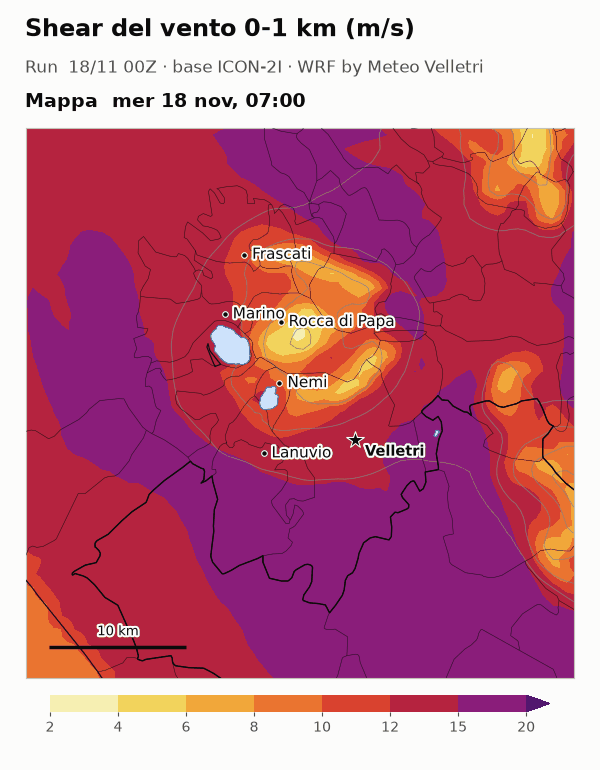 Shear del vento 0-1 km (m/s)
Run  18/11 00Z · base ICON-2I · WRF by Meteo Velletri
Mappa  mer 18 nov, 07:00
Frascati
Marino
Rocca di Papa
Nemi
Velletri
Lanuvio
10 km
2 4 6 8 10 12 15 20